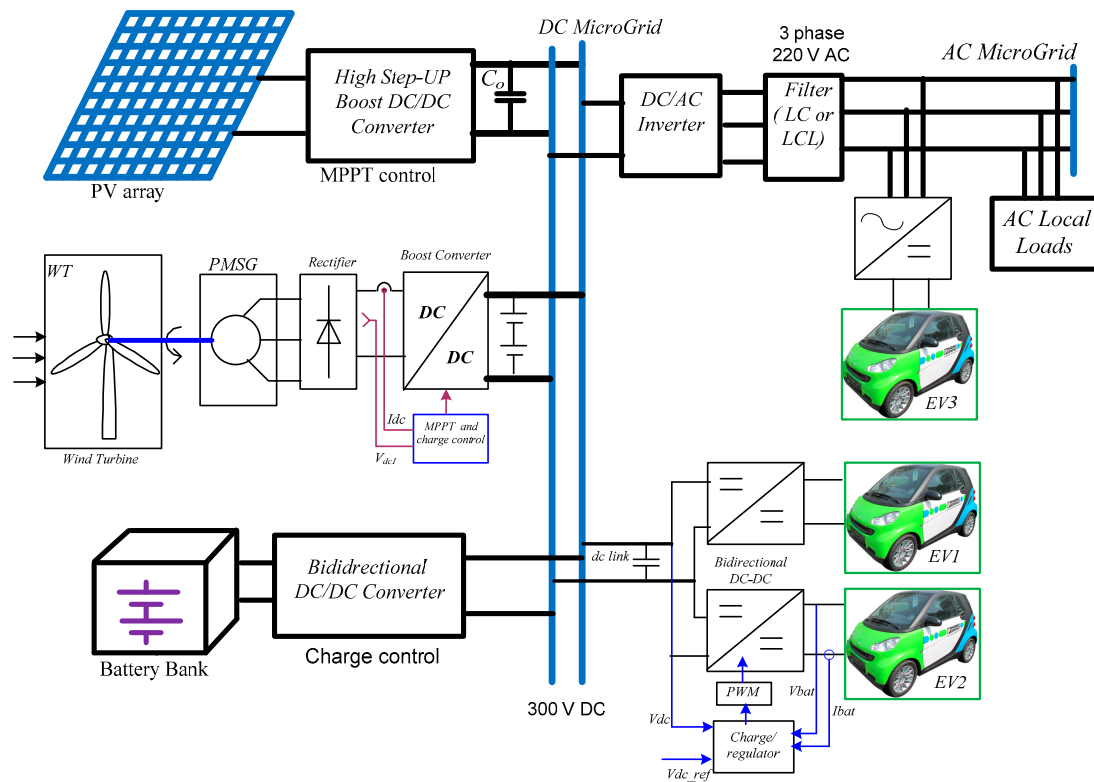 DC MicroGrid
3 phase
220 V AC
AC MicroGrid
High Step-UP
Boost DC/DC
Converter
Co
DC/AC
Inverter
Filter
( LC or
LCL)
MPPT control
PV array
AC Local
Loads
WT
PMSG
Rectifier
Boost Converter
DC
DC
EV3
Idc
MPPT and
charge control
Vdc1
Wind Turbine
dc link
Bidirectional
DC-DC
EV1
Bididrectional
DC/DC Converter
Charge control
Battery Bank
300 V DC
PWM
Vbat
EV2
Ibat
Vdc
Charge/
regulator
Vdc_ref